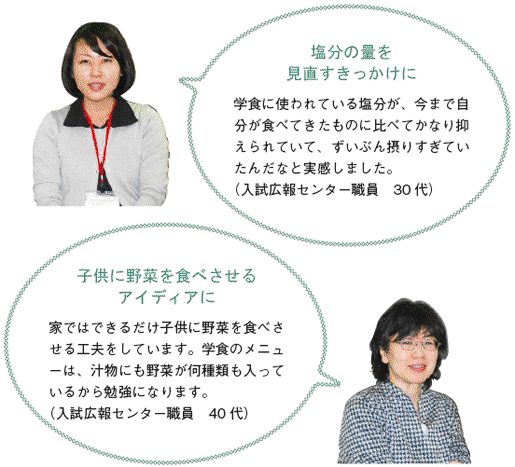 塩分の量を
見直すきっかけに
学食に使われている塩分が、今まで自
分が食べてきたものに比べてかなり抑
えられていて、ずいぶん摂りすぎてい
たんだなと実感しました。
（入試広報センター職員　30代）
子供に野菜を食べさせる
アイディアに
家ではできるだけ子供に野菜を食べさ
せる工夫をしています。学食のメニュ
ーは、汁物にも野菜が何種類も入って
いるから勉強になります。
（入試広報センター職員　40代）